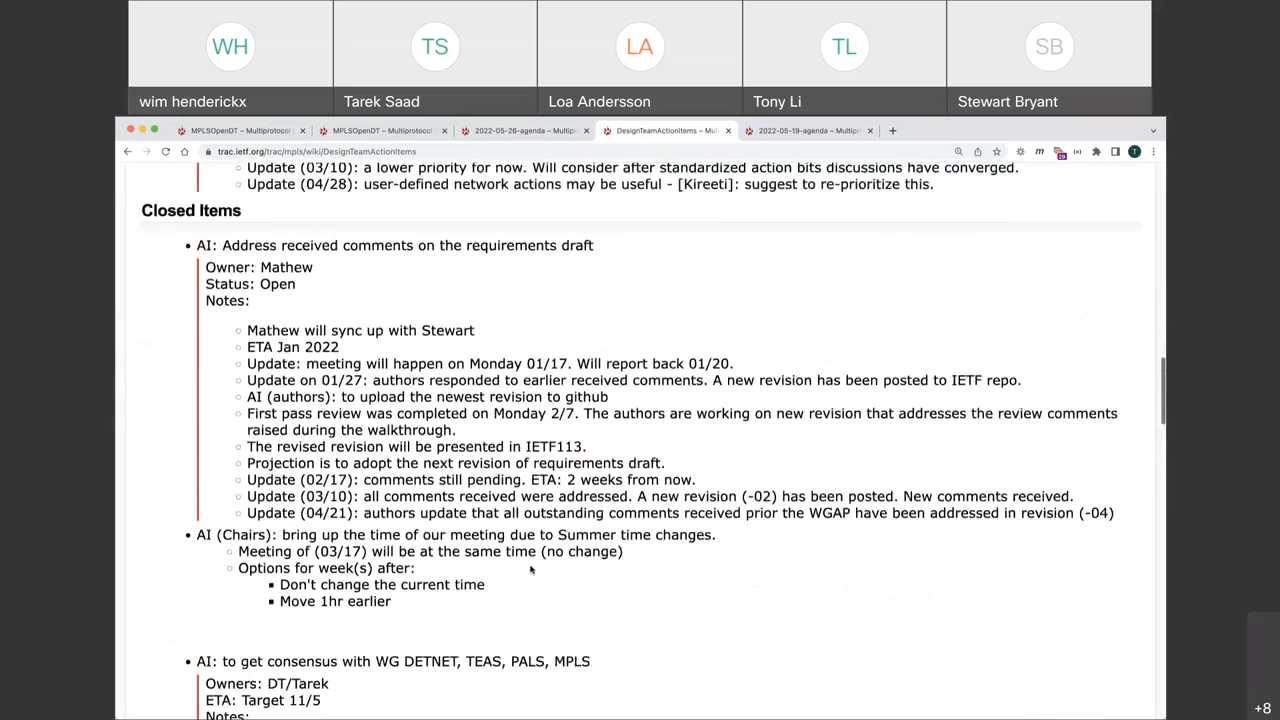 WH
TS
LA
TL
SB
wim henderickx
Tarek Saad
Loa Andersson
Tony Li
Stewart Bryant
MPLSOpenDT – Multiprotocol
MPLSOpenDT – Multiprotocol
2022-05-26-agenda – Multipro
DesignTeamActionItems – Mult
2022-05-19-agenda – Multipro
trac.ietf.org/trac/mpls/wiki/DesignTeamActionItems
Update (03/10): a lower priority for now. Will consider after standardized action bits discussions have converged.
Update (04/28): user-defined network actions may be useful - [Kireeti]: suggest to re-prioritize this.
Closed Items
AI: Address received comments on the requirements draft
Owner: Mathew
Status: Open
Notes:
Mathew will sync up with Stewart
ETA Jan 2022
Update: meeting will happen on Monday 01/17. Will report back 01/20.
Update on 01/27: authors responded to earlier received comments. A new revision has been posted to IETF repo.
AI (authors): to upload the newest revision to github
First pass review was completed on Monday 2/7. The authors are working on new revision that addresses the review comments
raised during the walkthrough.
The revised revision will be presented in IETF113.
Projection is to adopt the next revision of requirements draft.
Update (02/17): comments still pending. ETA: 2 weeks from now.
Update (03/10): all comments received were addressed. A new revision (-02) has been posted. New comments received.
Update (04/21): authors update that all outstanding comments received prior the WGAP have been addressed in revision (-04)
AI (Chairs): bring up the time of our meeting due to Summer time changes.
Meeting of (03/17) will be at the same time (no change)
Options for week(s) after:
Don't change the current time
Move 1hr earlier
AI: to get consensus with WG DETNET, TEAS, PALS, MPLS
Owners: DT/Tarek
ETA: Target 11/5
Notes:
+8